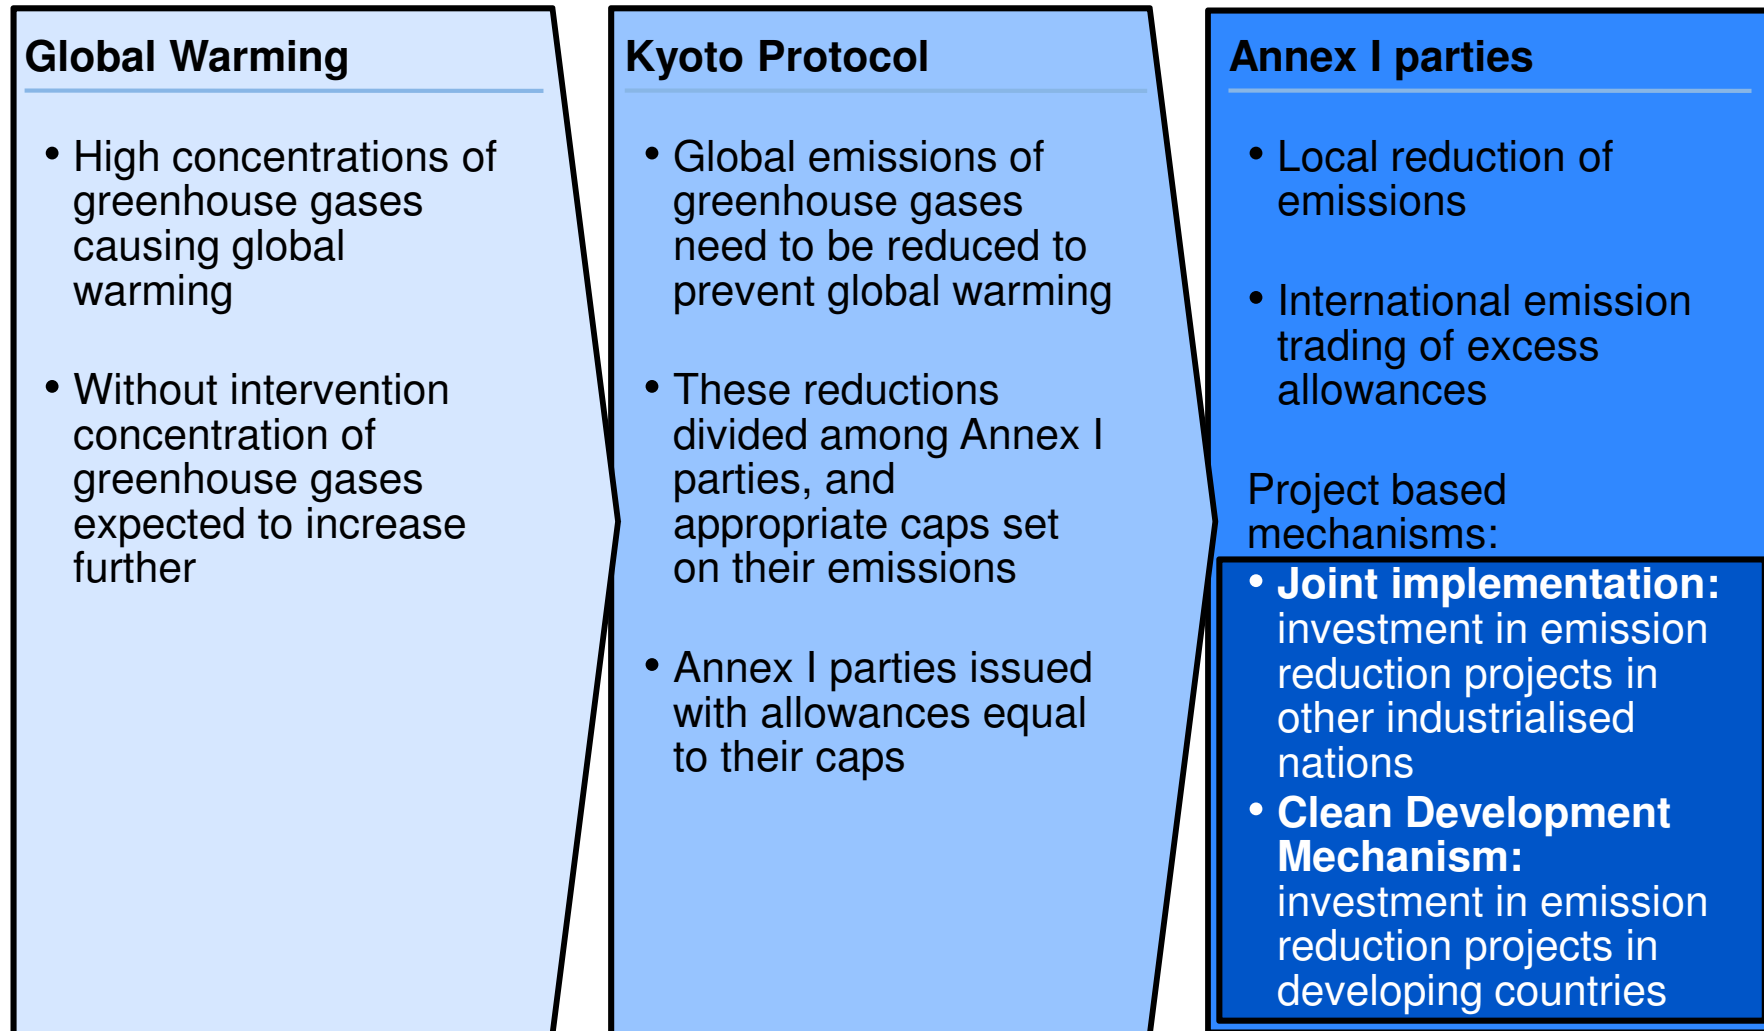 Global Warming
• High concentrations of
greenhouse gases
causing global
warming
• Without intervention
concentration of
greenhouse gases
expected to increase
further
Kyoto Protocol
• Global emissions of
greenhouse gases
need to be reduced to
prevent global warming
• These reductions
divided among Annex I
parties, and
appropriate caps set
on their emissions
• Annex I parties issued
with allowances equal
to their caps
Annex I parties
• Local reduction of
emissions
• International emission
trading of excess
allowances
Project based
mechanisms:
• Joint implementation:
investment in emission
reduction projects in
other industrialised
nations
• Clean Development
Mechanism:
investment in emission
reduction projects in
developing countries